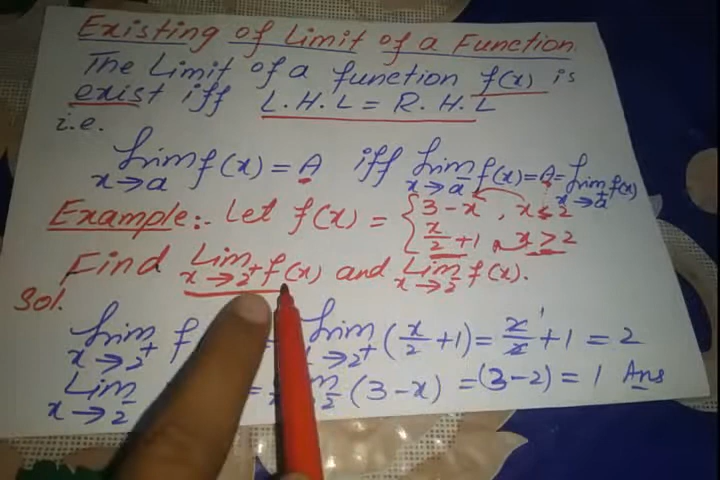 Existing of Limit of a Function
The Limit of a function f(x) is
exist iff L.H.L = R.H.L
i.e.
Lim x→a f(x) = A iff Lim x→a⁻ f(x) = A = Lim x→a⁺ f(x)
Example:- Let f(x) = { 3-x , x ≤ 2
x/2 + 1 , x ≥ 2
Find Lim x→2⁺ f(x) and Lim x→2⁻ f(x).
Sol.
Lim x→2⁺ f = Lim x→2⁺ (x/2 + 1) = 2/2 + 1 = 2
Lim x→2 = 2 (3-x) = (3-2) = 1 Ans